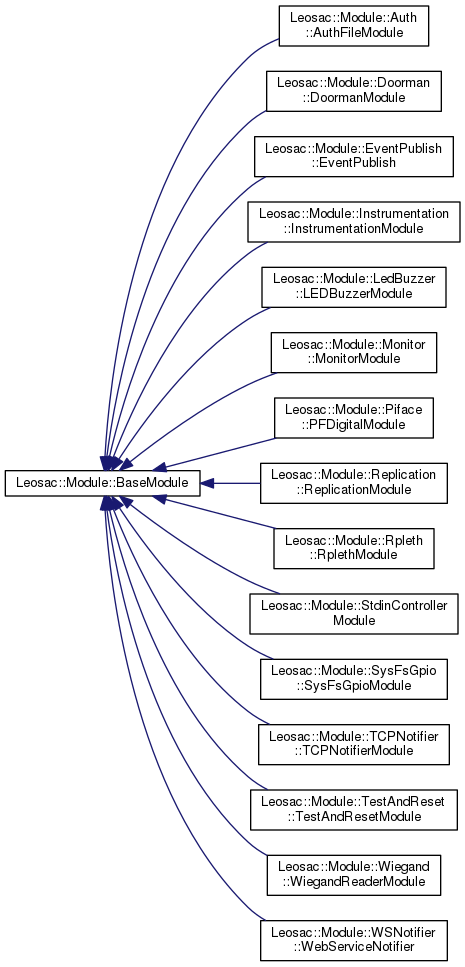 Leosac::Module::Auth
::AuthFileModule
Leosac::Module::Doorman
::DoormanModule
Leosac::Module::EventPublish
::EventPublish
Leosac::Module::Instrumentation
::InstrumentationModule
Leosac::Module::LedBuzzer
::LEDBuzzerModule
Leosac::Module::Monitor
::MonitorModule
Leosac::Module::Piface
::PFDigitalModule
Leosac::Module::BaseModule
Leosac::Module::Replication
::ReplicationModule
Leosac::Module::Rpleth
::RplethModule
Leosac::Module::StdinController
Module
Leosac::Module::SysFsGpio
::SysFsGpioModule
Leosac::Module::TCPNotifier
::TCPNotifierModule
Leosac::Module::TestAndReset
::TestAndResetModule
Leosac::Module::Wiegand
::WiegandReaderModule
Leosac::Module::WSNotifier
::WebServiceNotifier